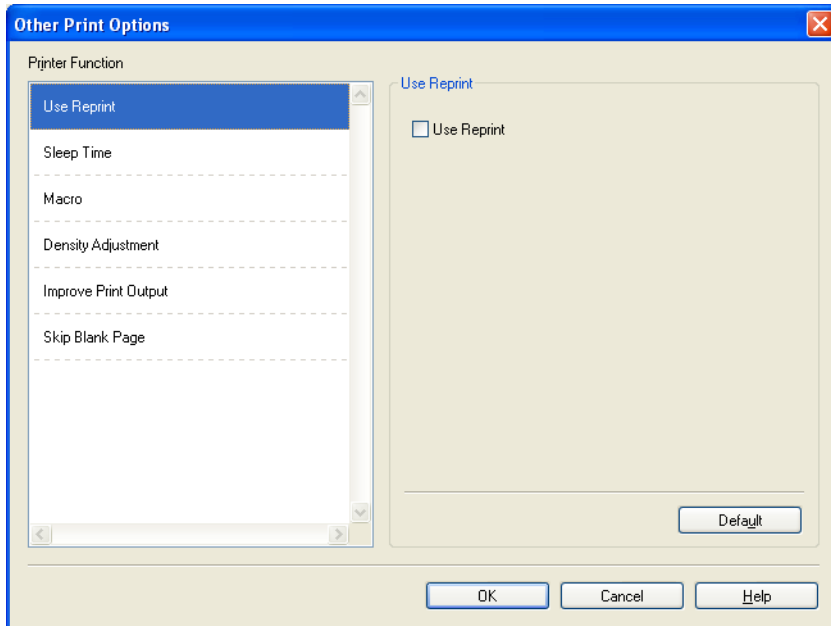 Other Print Options
Printer Function
Use Reprint
Sleep Time
Macro
Density Adjustment
Improve Print Output
Skip Blank Page
Use Reprint
Use Reprint
Default
OK
Cancel
Help